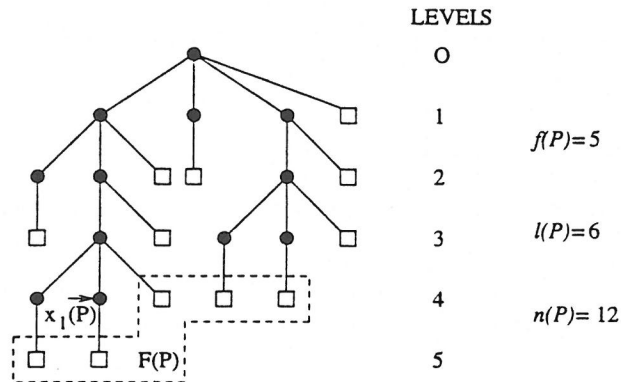 LEVELS
O
1
f(P)=5
2
l(P)=6
3
x1(P)
4
n(P)= 12
F(P)
5